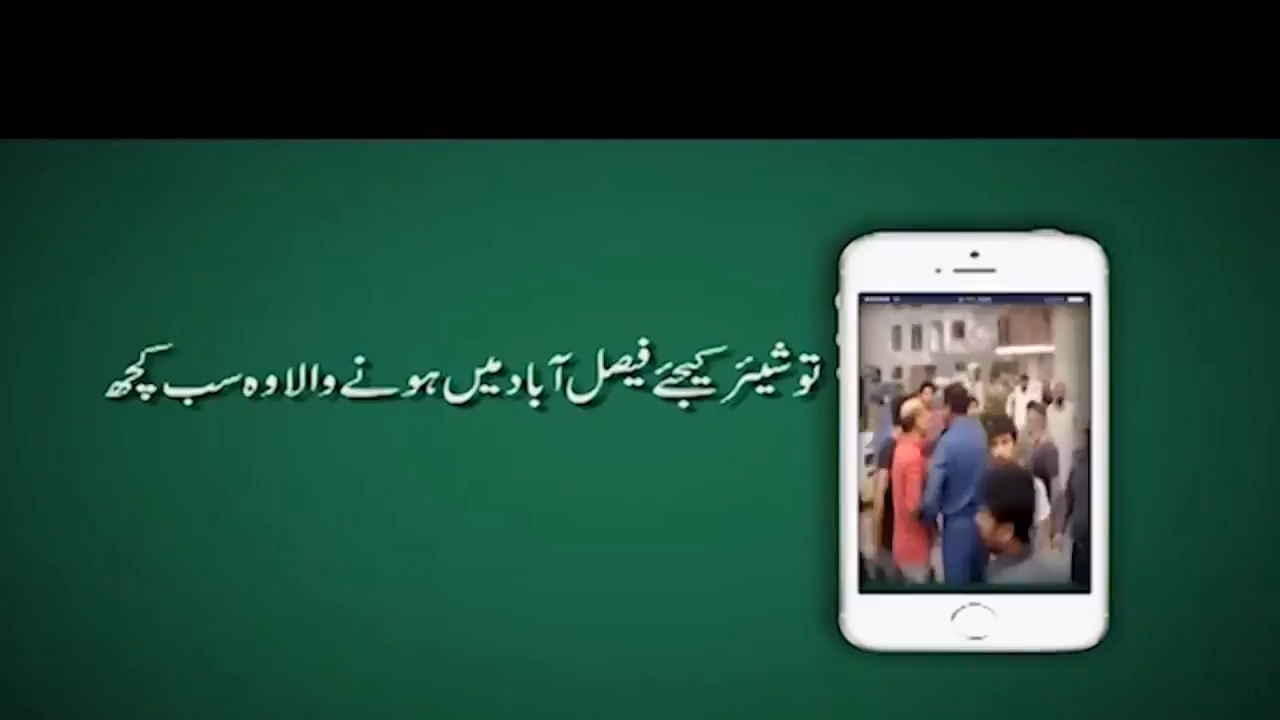 تو شیئر کیجئے فیصل آباد میں ہونے والا وہ سب کچھ